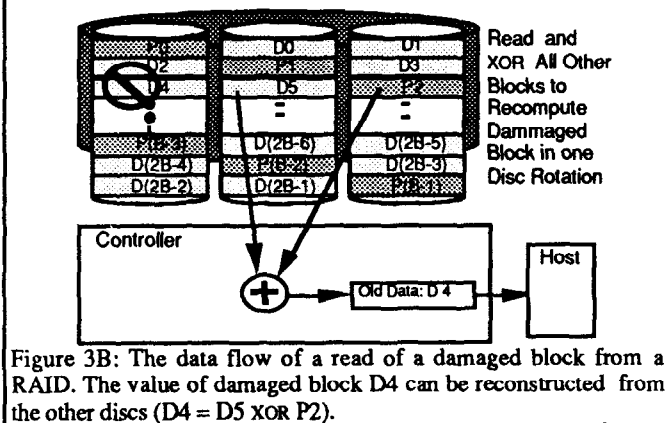 P0 D0 D1 Read and
D2 P1 D3 XOR All Other
D4 D5 P2 Blocks to
Recompute
Dammaged
P(B-3) D(2B-6) D(2B-5) Block in one
D(2B-4) P(B-2) D(2B-3) Disc Rotation
D(2B-2) D(2B-1) P(B-1)
Controller
Host
Old Data: D 4
Figure 3B: The data flow of a read of a damaged block from a
RAID. The value of damaged block D4 can be reconstructed from
the other discs (D4 = D5 XOR P2).